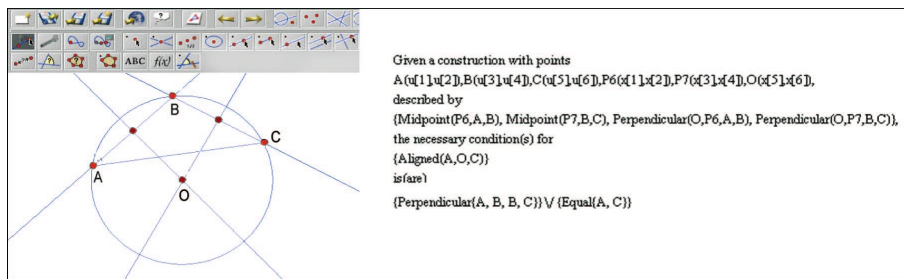 ABC f(x)
B
C
A
O
Given a construction with points
A(u[1],u[2]),B(u[3],u[4]),C(u[5],u[6]),P6(x[1],x[2]),P7(x[3],x[4]),O(x[5],x[6]),
described by
{Midpoint(P6,A,B), Midpoint(P7,B,C), Perpendicular(O,P6,A,B), Perpendicular(O,P7,B,C)},
the necessary condition(s) for
{Aligned(A,O,C)}
is(are)
{Perpendicular{A, B, B, C}} \/ {Equal{A, C}}